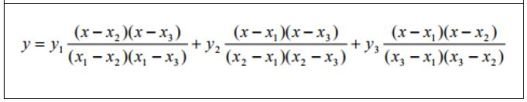 y = y₁ (x – x₂)(x – x₃) / (x₁ – x₂)(x₁ – x₃) + y₂ (x – x₁)(x – x₃) / (x₂ – x₁)(x₂ – x₃) + y₃ (x – x₁)(x – x₂) / (x₃ – x₁)(x₃ – x₂)